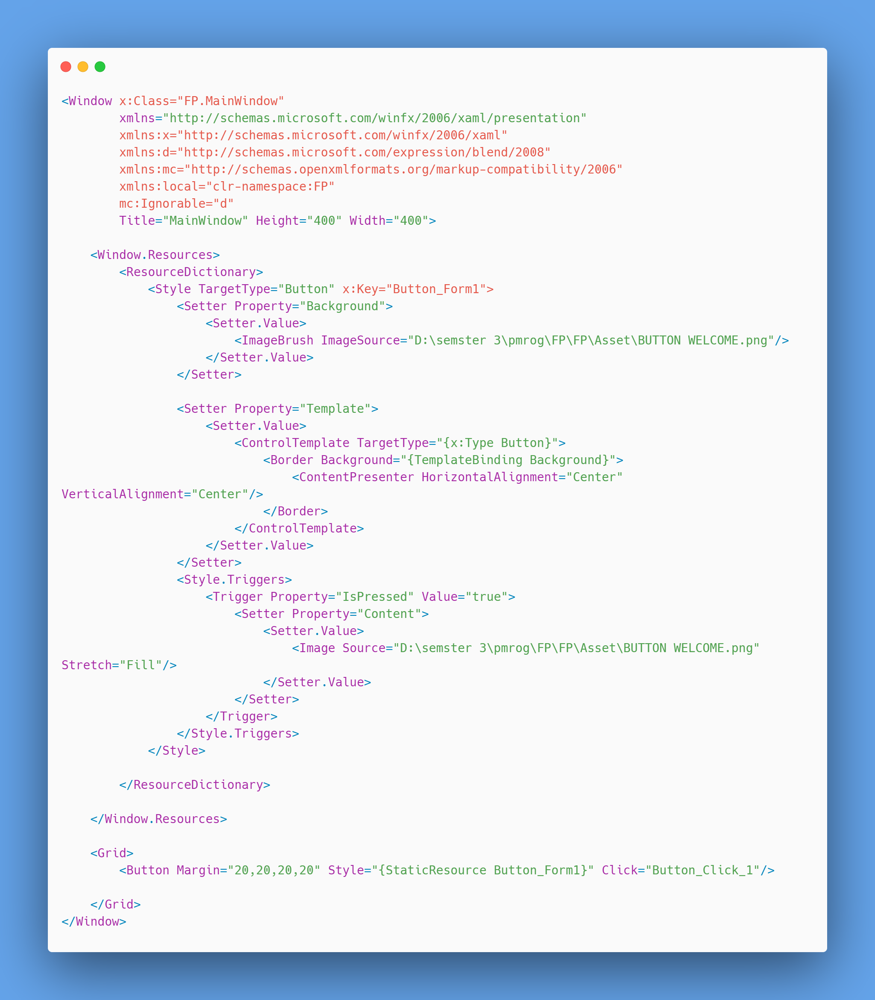 <Window x:Class="FP.MainWindow"
        xmlns="http://schemas.microsoft.com/winfx/2006/xaml/presentation"
        xmlns:x="http://schemas.microsoft.com/winfx/2006/xaml"
        xmlns:d="http://schemas.microsoft.com/expression/blend/2008"
        xmlns:mc="http://schemas.openxmlformats.org/markup-compatibility/2006"
        xmlns:local="clr-namespace:FP"
        mc:Ignorable="d"
        Title="MainWindow" Height="400" Width="400">

    <Window.Resources>
        <ResourceDictionary>
            <Style TargetType="Button" x:Key="Button_Form1">
                <Setter Property="Background">
                    <Setter.Value>
                        <ImageBrush ImageSource="D:\semster 3\pmrog\FP\FP\Asset\BUTTON WELCOME.png"/>
                    </Setter.Value>
                </Setter>

                <Setter Property="Template">
                    <Setter.Value>
                        <ControlTemplate TargetType="{x:Type Button}">
                            <Border Background="{TemplateBinding Background}">
                                <ContentPresenter HorizontalAlignment="Center"
VerticalAlignment="Center"/>
                            </Border>
                        </ControlTemplate>
                    </Setter.Value>
                </Setter>
                <Style.Triggers>
                    <Trigger Property="IsPressed" Value="true">
                        <Setter Property="Content">
                            <Setter.Value>
                                <Image Source="D:\semster 3\pmrog\FP\FP\Asset\BUTTON WELCOME.png"
Stretch="Fill"/>
                            </Setter.Value>
                        </Setter>
                    </Trigger>
                </Style.Triggers>
            </Style>

        </ResourceDictionary>

    </Window.Resources>

    <Grid>
        <Button Margin="20,20,20,20" Style="{StaticResource Button_Form1}" Click="Button_Click_1"/>

    </Grid>
</Window>